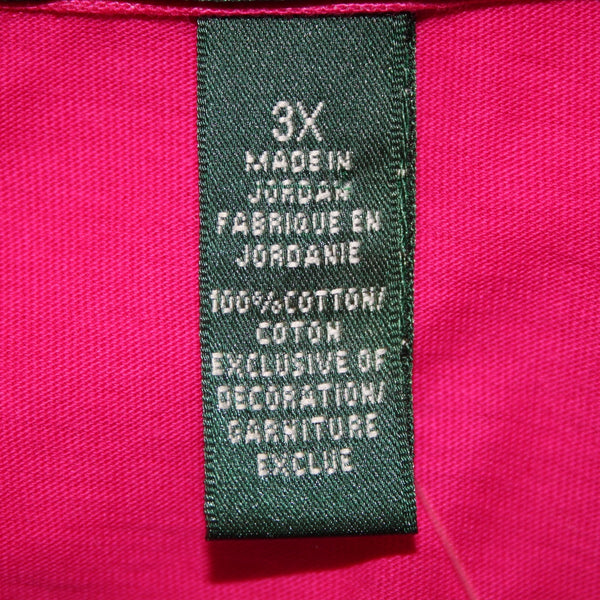 3X
MADE IN
JORDAN
FABRIQUE EN
JORDANIE
100%COTTON/
COTON
EXCLUSIVE OF
DECORATION/
GARNITURE
EXCLUE